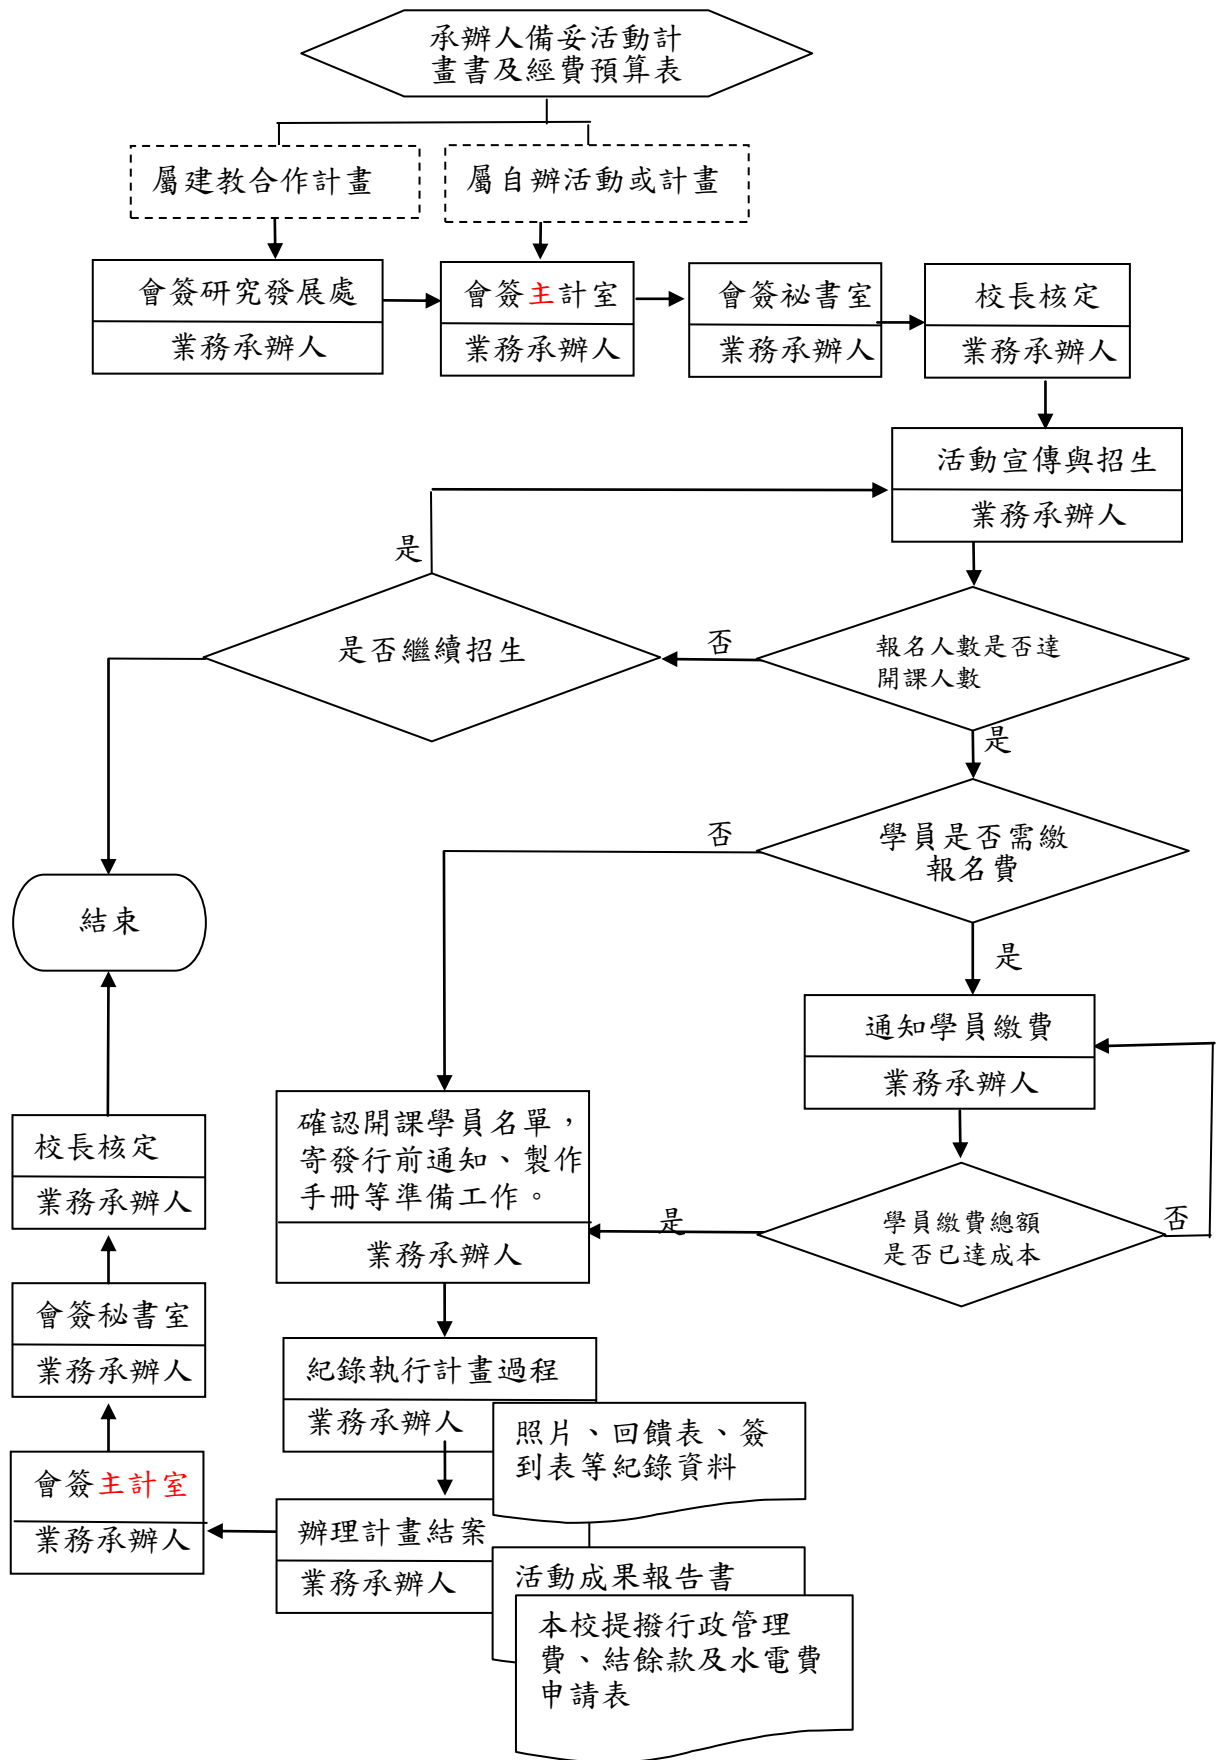 承辦人備妥活動計
畫書及經費預算表
屬建教合作計畫
屬自辦活動或計畫
會簽研究發展處
業務承辦人
會簽主計室
業務承辦人
會簽祕書室
業務承辦人
校長核定
業務承辦人
活動宣傳與招生
業務承辦人
是
是否繼續招生
否
報名人數是否達
開課人數
是
否
學員是否需繳
報名費
是
結束
通知學員繳費
業務承辦人
確認開課學員名單，
寄發行前通知、製作
手冊等準備工作。
業務承辦人
是
學員繳費總額
是否已達成本
否
校長核定
業務承辦人
會簽秘書室
業務承辦人
紀錄執行計畫過程
業務承辦人
照片、回饋表、簽
到表等紀錄資料
會簽主計室
業務承辦人
辦理計畫結案
業務承辦人
活動成果報告書
本校提撥行政管理
費、結餘款及水電費
申請表